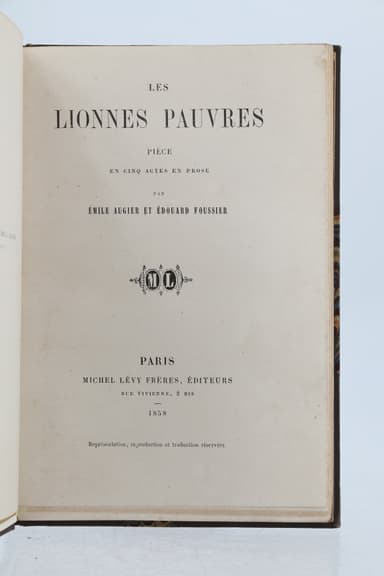 LES
LIONNES PAUVRES
PIÈCE
EN CINQ ACTES EN PROSE
PAR
ÉMILE AUGIER ET ÉDOUARD FOUSSIER
ML
PARIS
MICHEL LÉVY FRÈRES, ÉDITEURS
RUE VIVIENNE, 2 BIS
1858
Représentation, reproduction et traduction réservées.